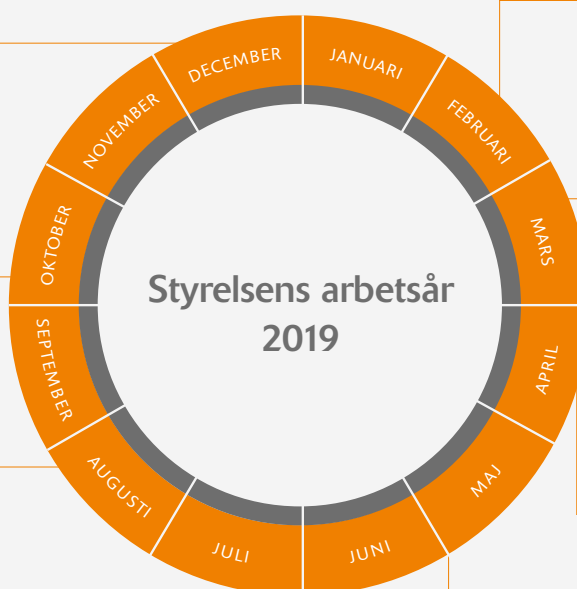 JANUARI
FEBRUARI
MARS
APRIL
MAJ
JUNI
JULI
AUGUSTI
SEPTEMBER
OKTOBER
NOVEMBER
DECEMBER
Styrelsens arbetsår
2019